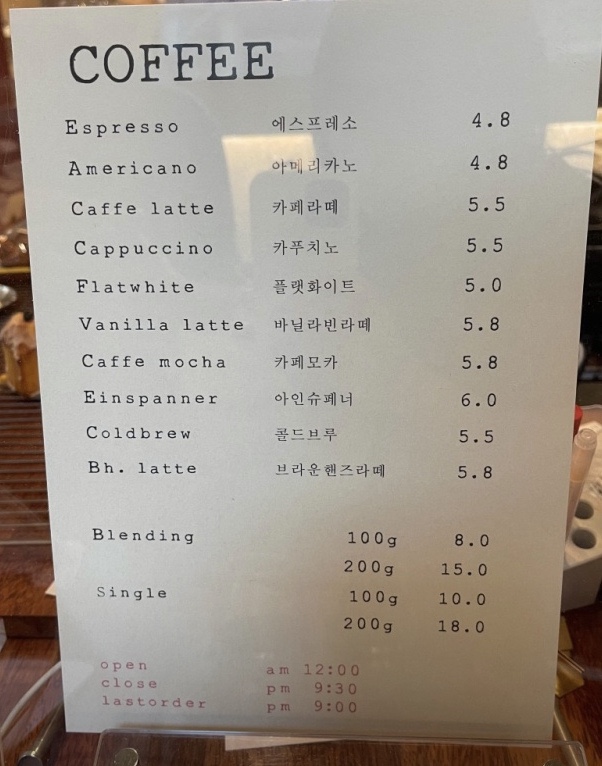 COFFEE
Espresso 에스프레소 4.8
Americano 아메리카노 4.8
Caffe latte 카페라떼 5.5
Cappuccino 카푸치노 5.5
Flatwhite 플랫화이트 5.0
Vanilla latte 바닐라빈라떼 5.8
Caffe mocha 카페모카 5.8
Einspanner 아인슈페너 6.0
Coldbrew 콜드브루 5.5
Bh. latte 브라운핸즈라떼 5.8
Blending 100g 8.0
200g 15.0
Single 100g 10.0
200g 18.0
open am 12:00
close pm 9:30
lastorder pm 9:00